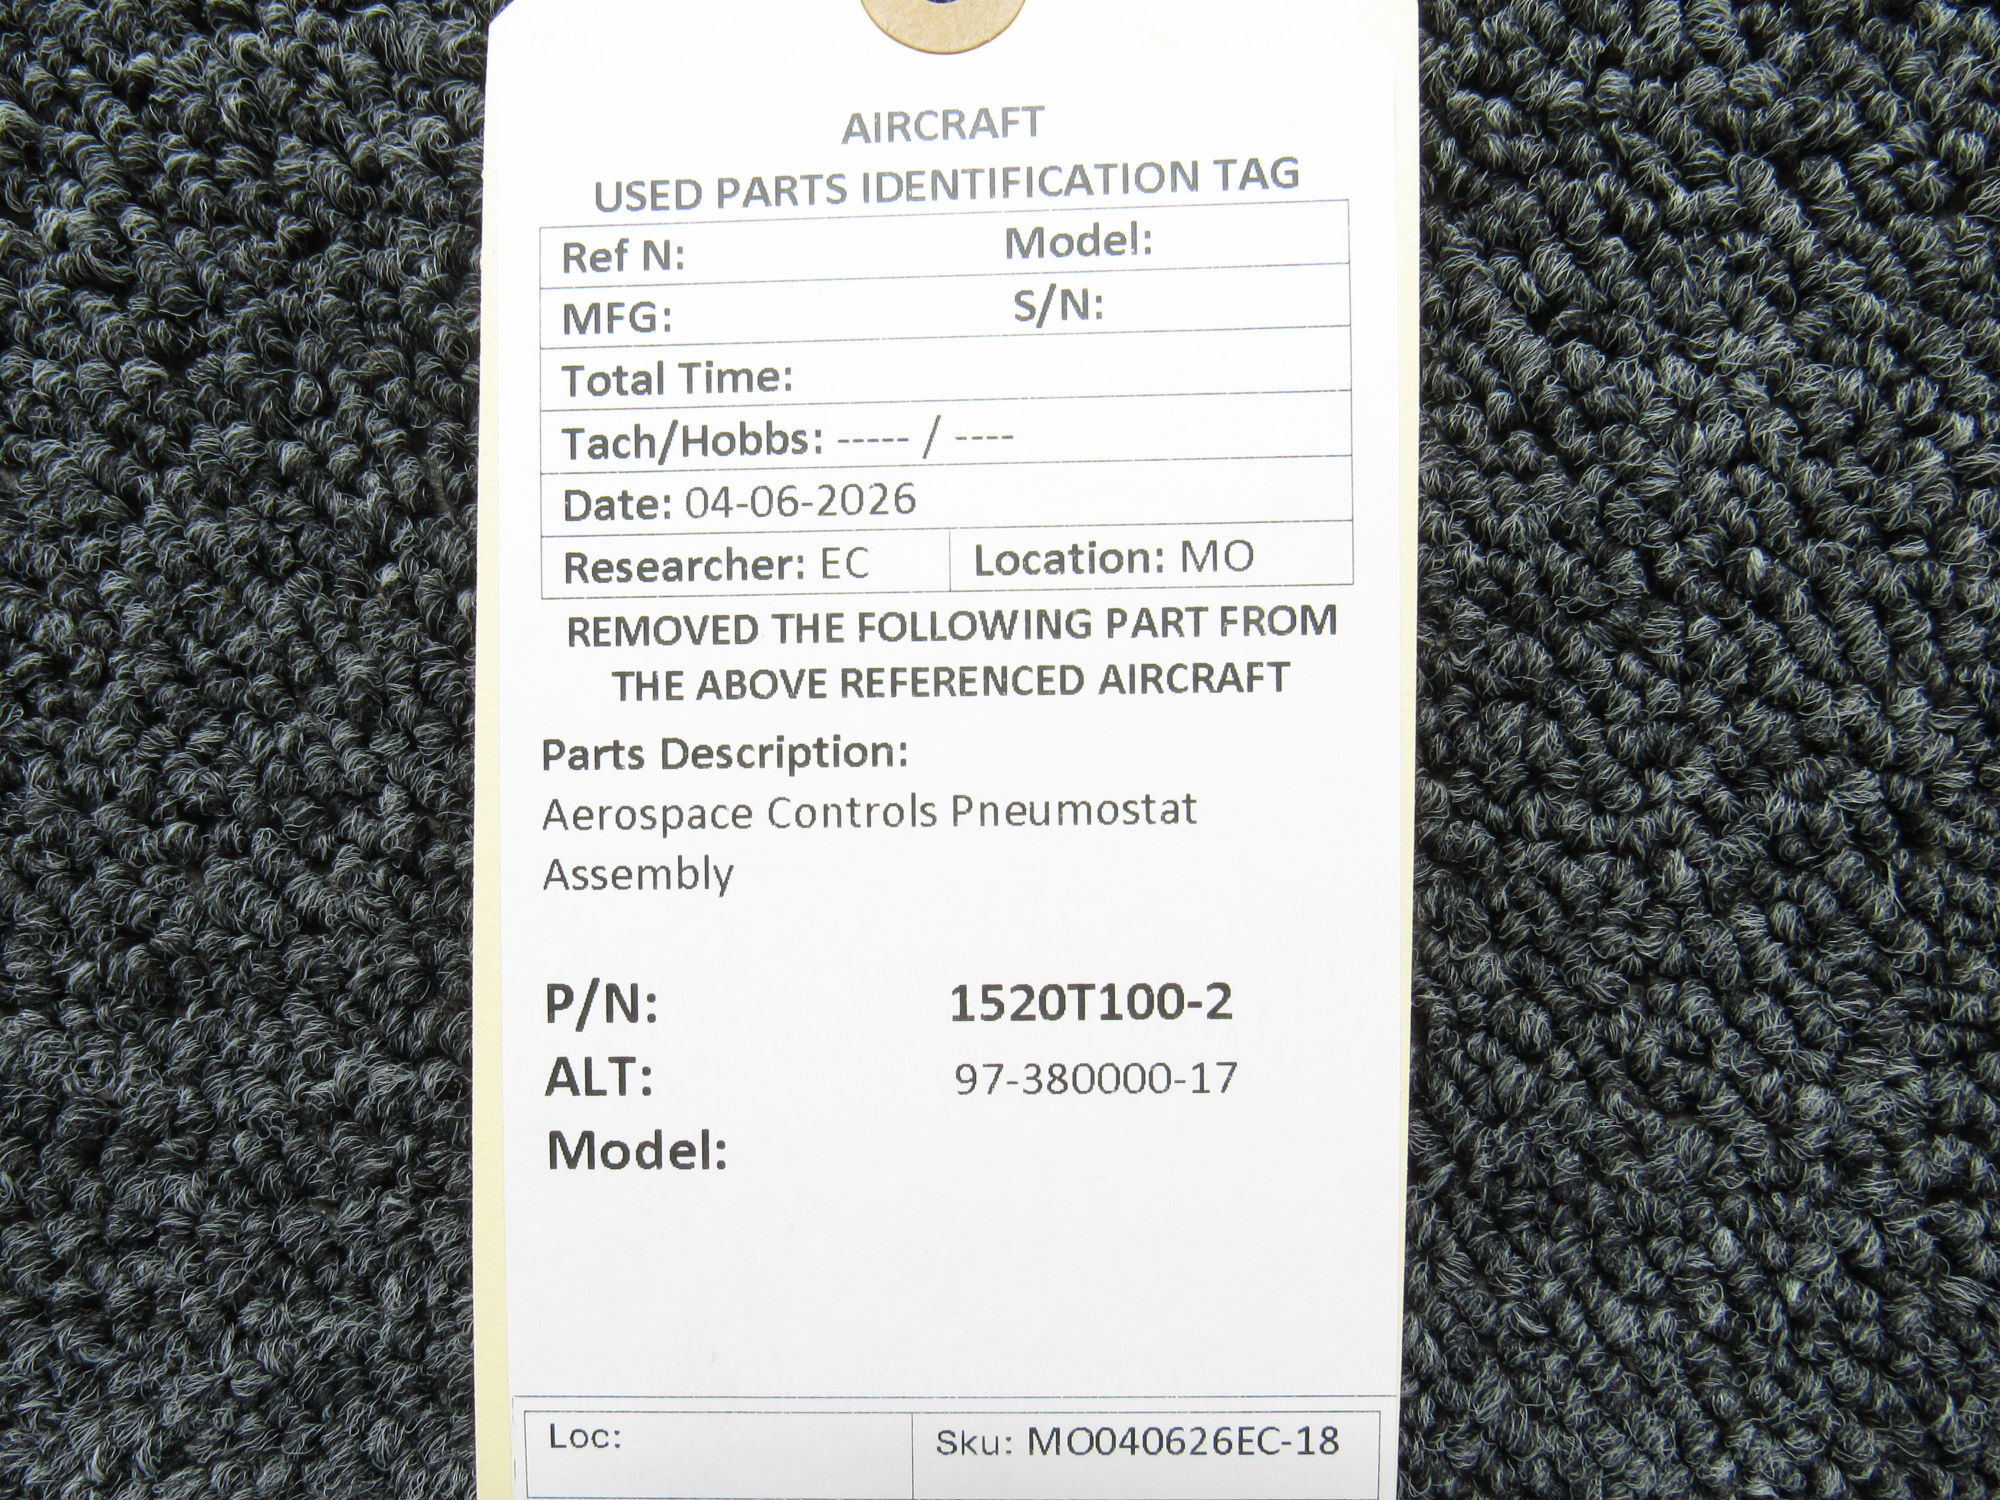 AIRCRAFT
USED PARTS IDENTIFICATION TAG
Ref N: Model:
MFG: S/N:
Total Time:
Tach/Hobbs: ----- / ----
Date: 04-06-2026
Researcher: EC Location: MO
REMOVED THE FOLLOWING PART FROM
THE ABOVE REFERENCED AIRCRAFT
Parts Description:
Aerospace Controls Pneumostat
Assembly
P/N: 1520T100-2
ALT: 97-380000-17
Model:
Loc: Sku: MO040626EC-18